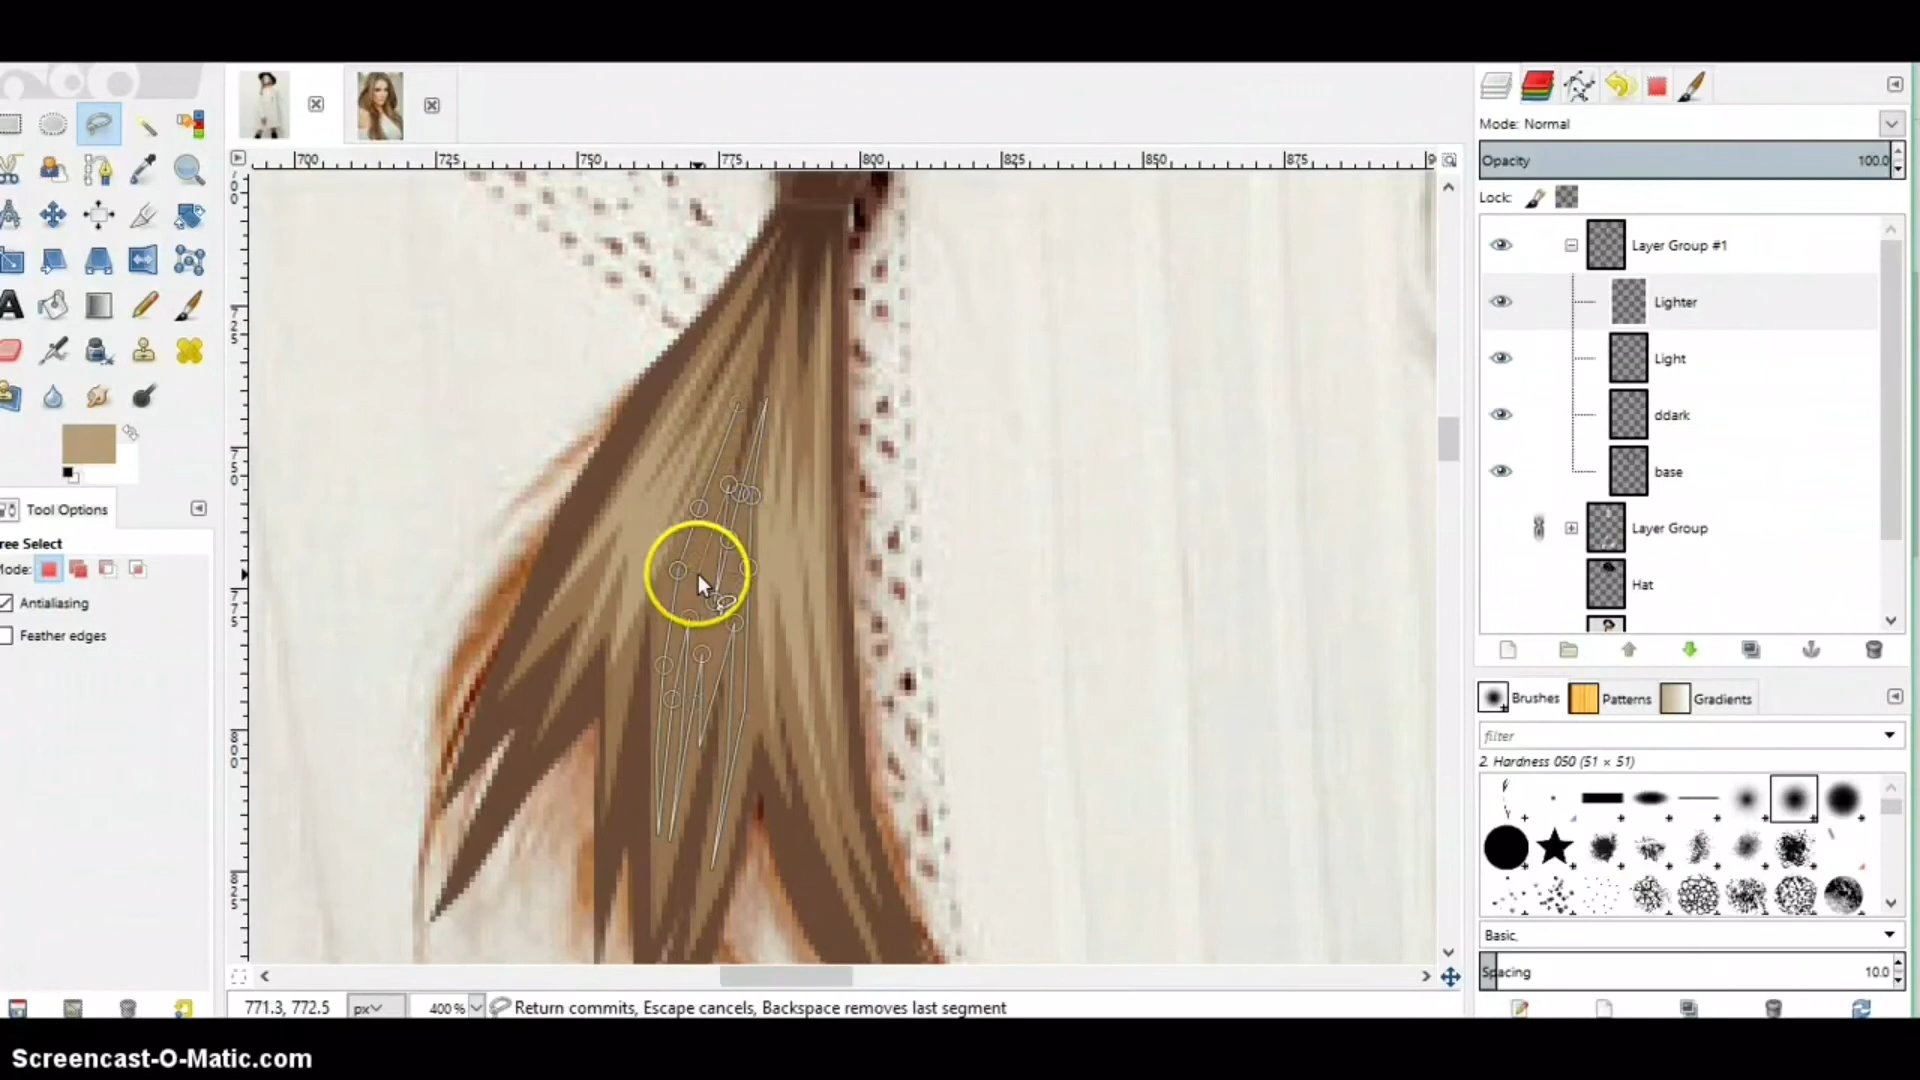 Mode: Normal
Opacity 100.0
Lock:
700 725 750 775 800 825 850 875 9
Layer Group #1
Lighter
Light
ddark
base
Layer Group
Hat
Tool Options
ree Select
Mode:
Antialiasing
Feather edges
Brushes Patterns Gradients
filter
2. Hardness 050 (51 × 51)
Basic,
Spacing 10.0
771.3, 772.5 px 400 % Return commits, Escape cancels, Backspace removes last segment
Screencast-O-Matic.com